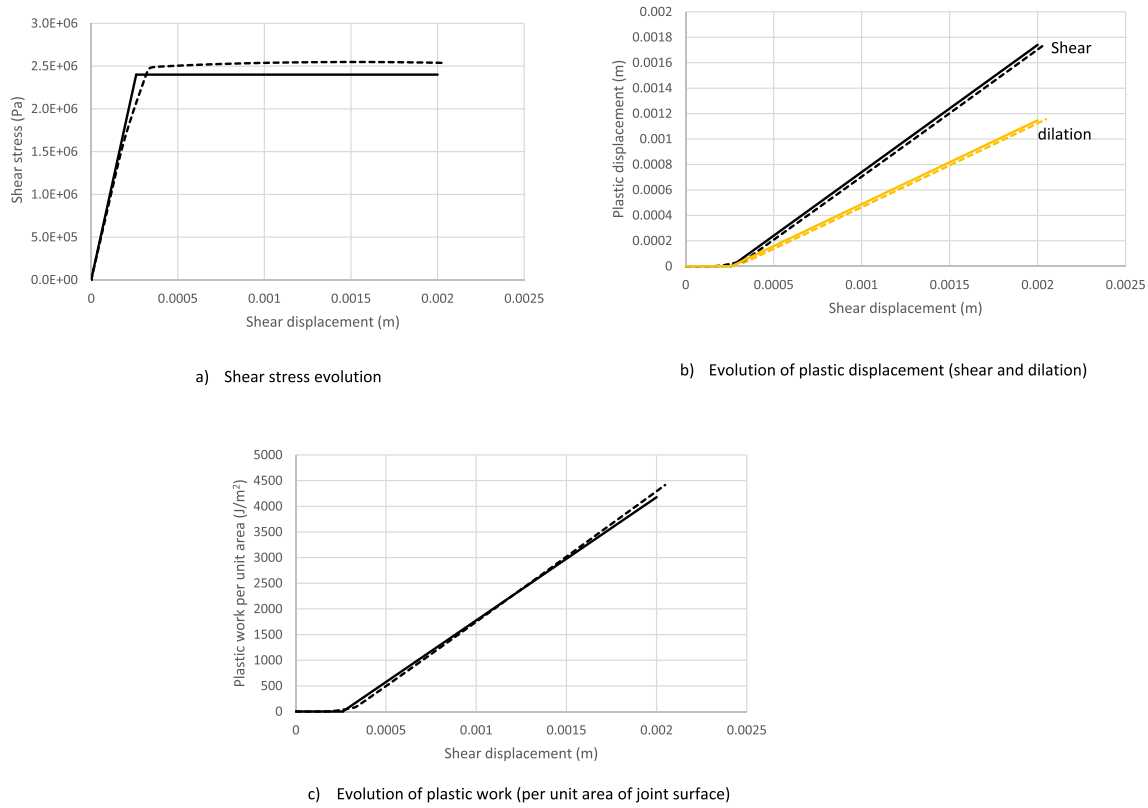 3.0E+06
2.5E+06
2.0E+06
1.5E+06
1.0E+06
5.0E+05
0.0E+00
Shear stress (Pa)
0 0.0005 0.001 0.0015 0.002 0.0025
Shear displacement (m)
a) Shear stress evolution
0.002
0.0018
0.0016
0.0014
0.0012
0.001
0.0008
0.0006
0.0004
0.0002
0
Plastic displacement (m)
Shear
dilation
0 0.0005 0.001 0.0015 0.002 0.0025
Shear displacement (m)
b) Evolution of plastic displacement (shear and dilation)
5000
4500
4000
3500
3000
2500
2000
1500
1000
500
0
Plastic work per unit area (J/m²)
0 0.0005 0.001 0.0015 0.002 0.0025
Shear displacement (m)
c) Evolution of plastic work (per unit area of joint surface)